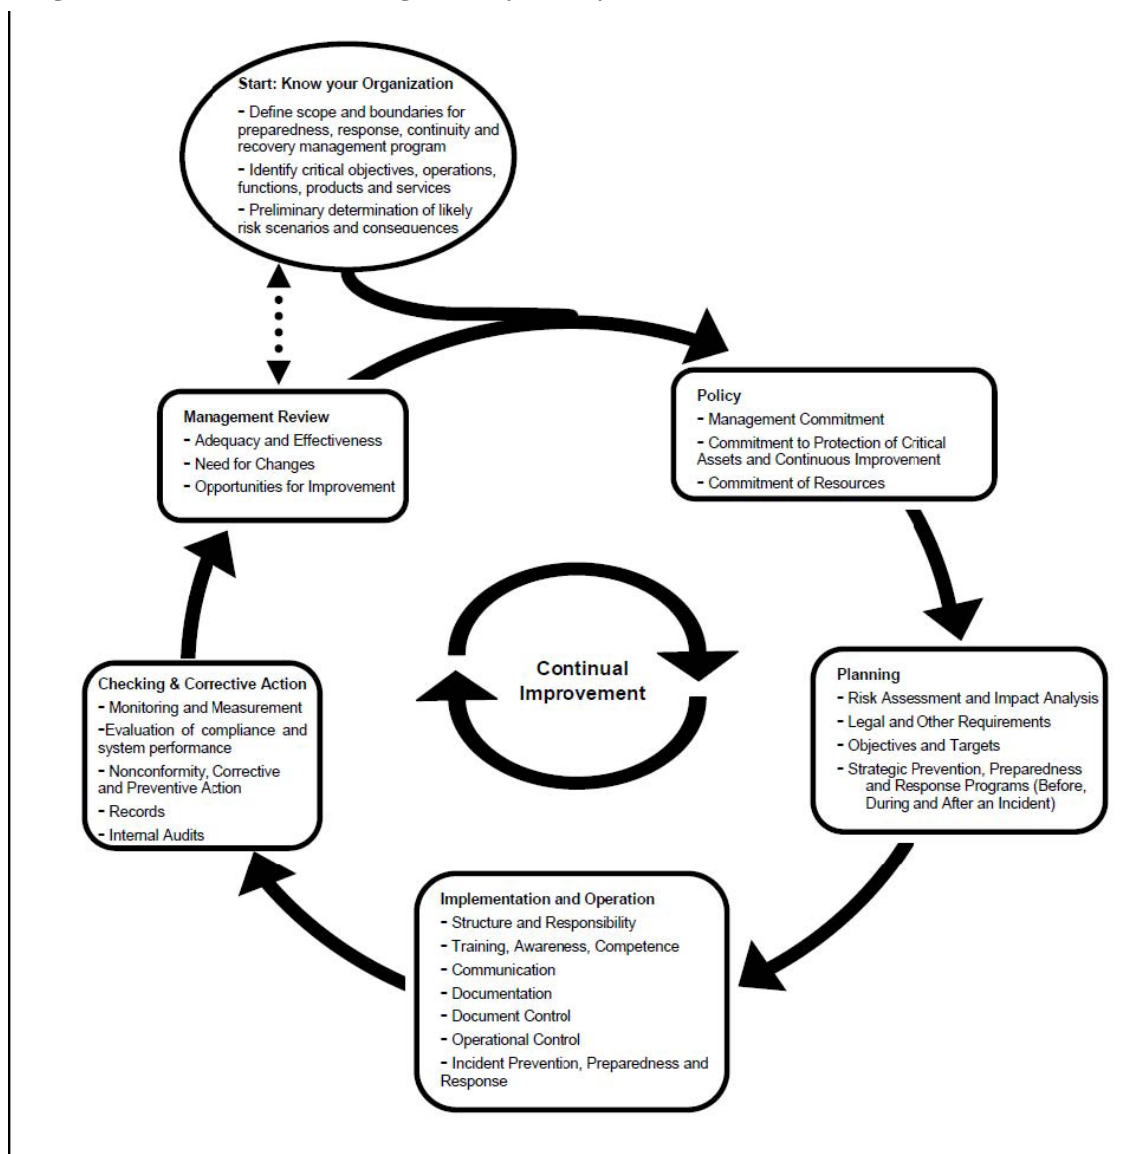 Start: Know your Organization
- Define scope and boundaries for
preparedness, response, continuity and
recovery management program
- Identify critical objectives, operations,
functions, products and services
- Preliminary determination of likely
risk scenarios and consequences
Policy
- Management Commitment
- Commitment to Protection of Critical
Assets and Continuous Improvement
- Commitment of Resources
Planning
- Risk Assessment and Impact Analysis
- Legal and Other Requirements
- Objectives and Targets
- Strategic Prevention, Preparedness
and Response Programs (Before,
During and After an Incident)
Implementation and Operation
- Structure and Responsibility
- Training, Awareness, Competence
- Communication
- Documentation
- Document Control
- Operational Control
- Incident Prevention, Preparedness and
Response
Checking & Corrective Action
- Monitoring and Measurement
-Evaluation of compliance and
system performance
- Nonconformity, Corrective
and Preventive Action
- Records
- Internal Audits
Management Review
- Adequacy and Effectiveness
- Need for Changes
- Opportunities for Improvement
Continual
Improvement